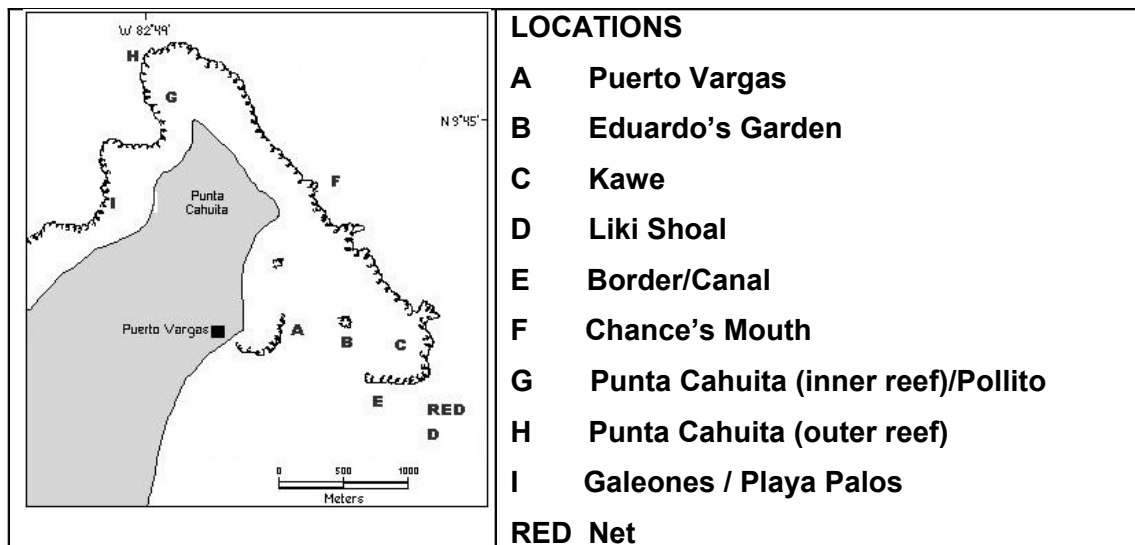 W 82°49'
H
G
N 9°45'
F
I
Punta
Cahuita
Puerto Vargas
A
B
C
E
RED
D
0 500 1000
Meters
LOCATIONS
A Puerto Vargas
B Eduardo's Garden
C Kawe
D Liki Shoal
E Border/Canal
F Chance's Mouth
G Punta Cahuita (inner reef)/Pollito
H Punta Cahuita (outer reef)
I Galeones / Playa Palos
RED Net